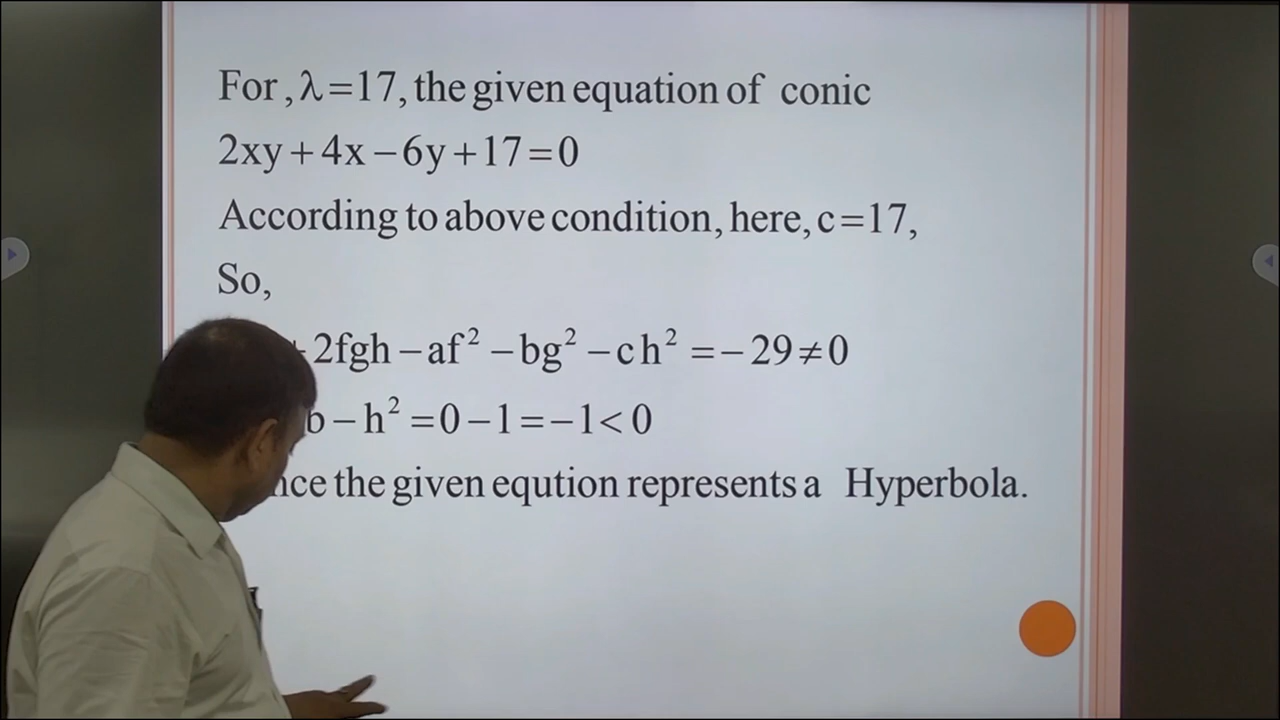 For, λ=17, the given equation of conic
2xy+4x−6y+17=0
According to above condition, here, c=17,
So,
2fgh−af²−bg²−ch²=−29≠0
b−h²=0−1=−1<0
the given eqution represents a Hyperbola.